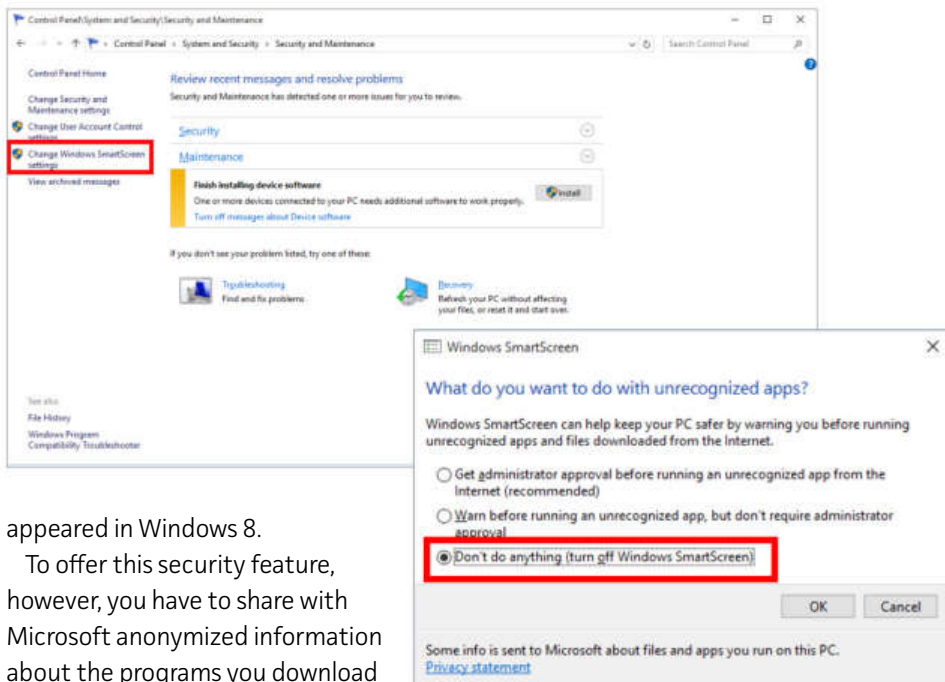 Control Panel\System and Security\Security and Maintenance
Control Panel > System and Security > Security and Maintenance
Search Control Panel
Control Panel Home
Change Security and
Maintenance settings
Change User Account Control
settings
Change Windows SmartScreen
settings
View archived messages
Review recent messages and resolve problems
Security and Maintenance has detected one or more issues for you to review.
Security
Maintenance
Finish installing device software
One or more devices connected to your PC needs additional software to work properly.
Turn off messages about Device software
Install
If you don't see your problem listed, try one of these:
Troubleshooting
Find and fix problems
Recovery
Refresh your PC without affecting
your files, or reset it and start over.
See also
File History
Windows Program
Compatibility Troubleshooter
Windows SmartScreen
What do you want to do with unrecognized apps?
Windows SmartScreen can help keep your PC safer by warning you before running
unrecognized apps and files downloaded from the Internet.
Get administrator approval before running an unrecognized app from the
Internet (recommended)
Warn before running an unrecognized app, but don't require administrator
approval
Don't do anything (turn off Windows SmartScreen)
OK
Cancel
Some info is sent to Microsoft about files and apps you run on this PC.
Privacy statement
appeared in Windows 8.
To offer this security feature,
however, you have to share with
Microsoft anonymized information
about the programs you download